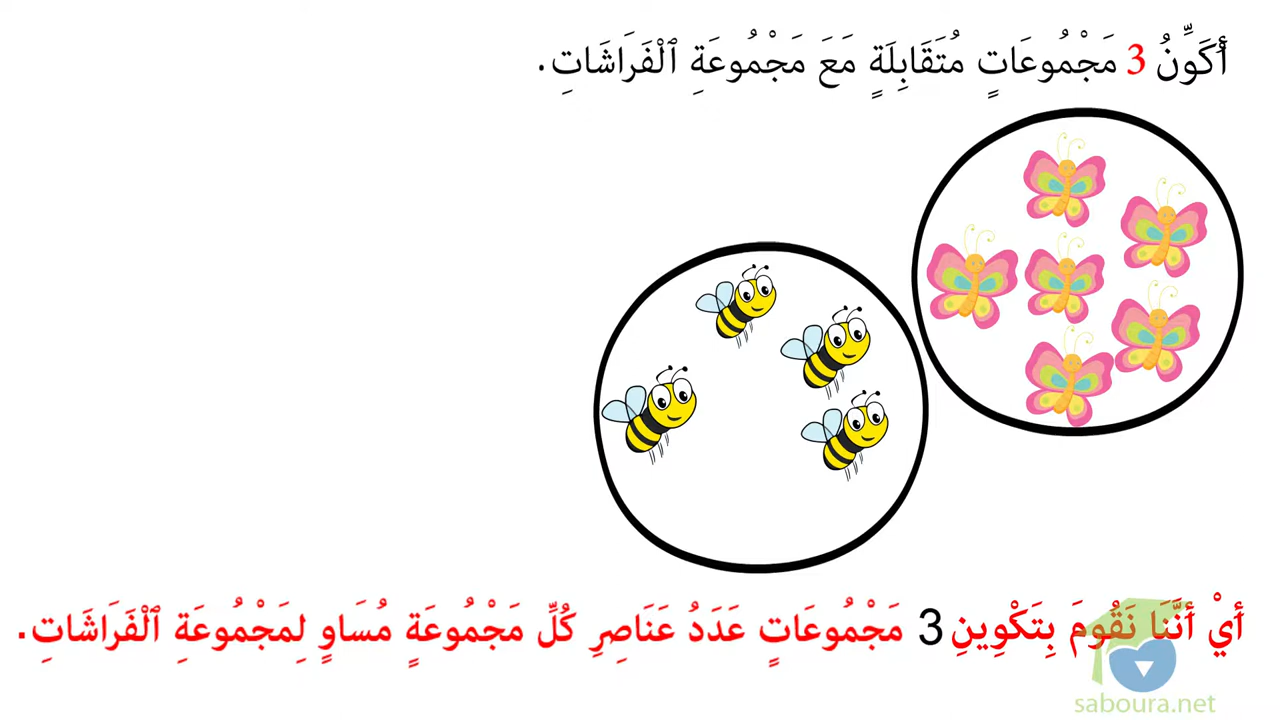 أُكَوِّنُ 3 مَجْمُوعَاتٍ مُتَقَابِلَةٍ مَعَ مَجْمُوعَةِ ٱلْفَرَاشَاتِ.
أَيْ أَنَّنَا نَقُومَ بِتَكْوِينِ 3 مَجْمُوعَاتٍ عَدَدُ عَنَاصِرِ كُلِّ مَجْمُوعَةٍ مُسَاوٍ لِمَجْمُوعَةِ ٱلْفَرَاشَاتِ.
saboura.net